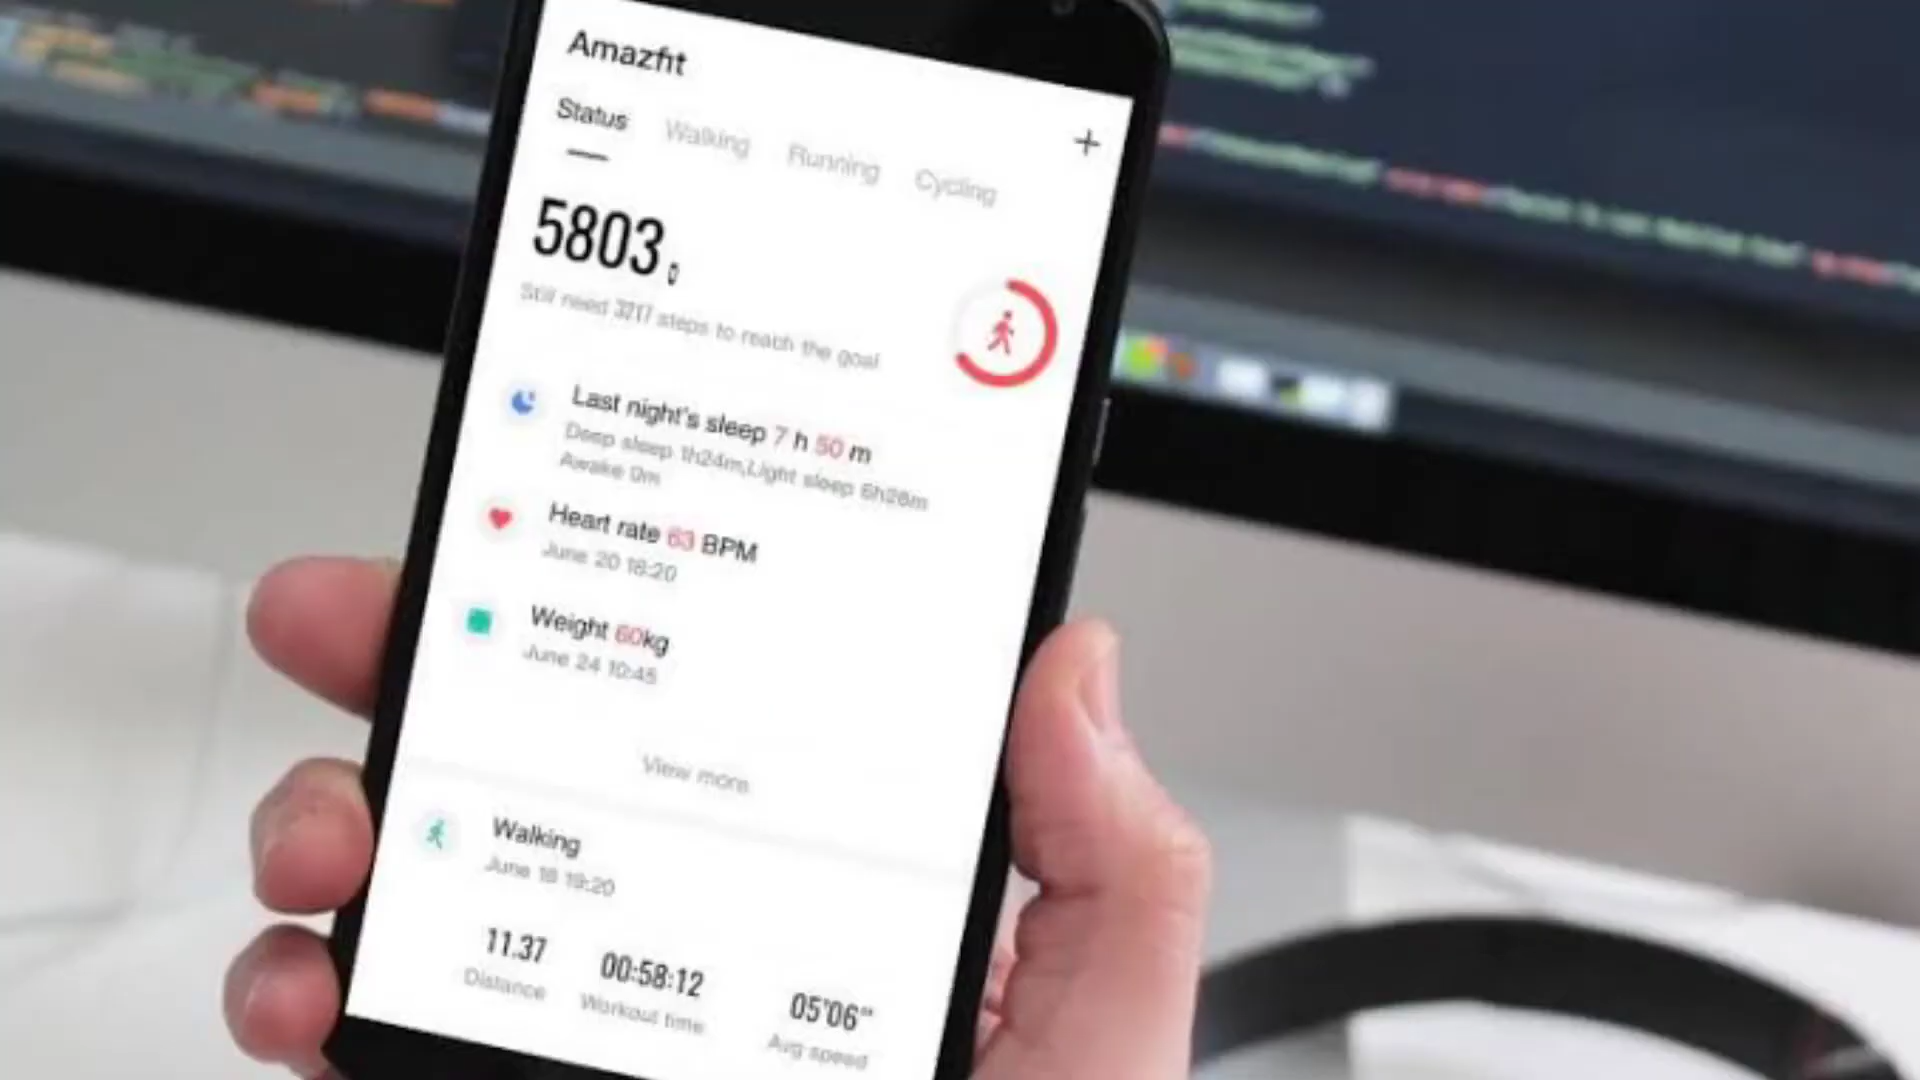 Amazfit
Status Walking Running Cycling
+
5803
Still need 3217 steps to reach the goal
Last night's sleep 7 h 50 m
Deep sleep 1h24m,Light sleep 6h26m
Awake 0m
Heart rate 63 BPM
June 20 16:20
Weight 60kg
June 24 10:45
View more
Walking
June 18 19:20
11.37 00:58:12 05'06"
Distance Workout time Avg speed